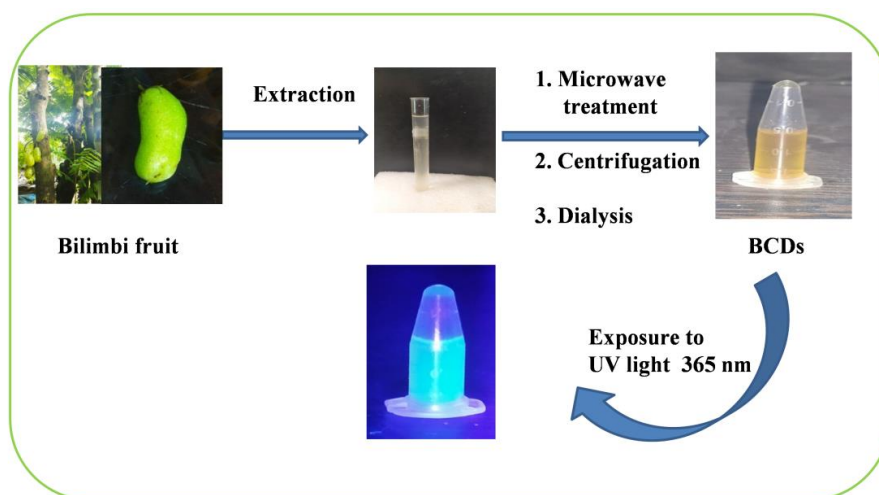 Extraction
1. Microwave
treatment
2. Centrifugation
3. Dialysis
Bilimbi fruit
BCDs
Exposure to
UV light 365 nm